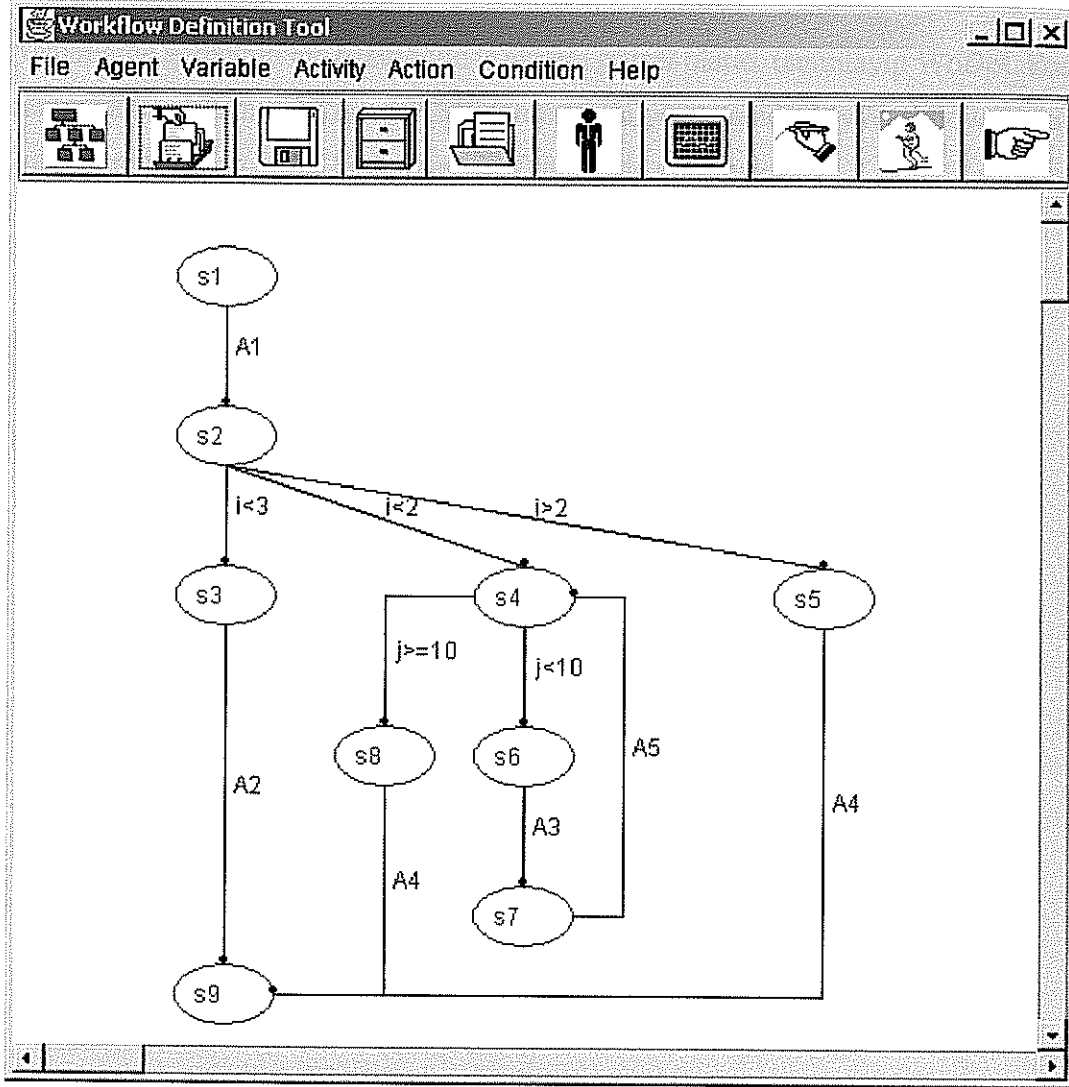 Workflow Definition Tool
File Agent Variable Activity Action Condition Help
s1
A1
s2
i<3 i<2 i>2
s3 s4 s5
j>=10 j<10
s8 s6 A5
A2 A3 A4
A4
s7
s9